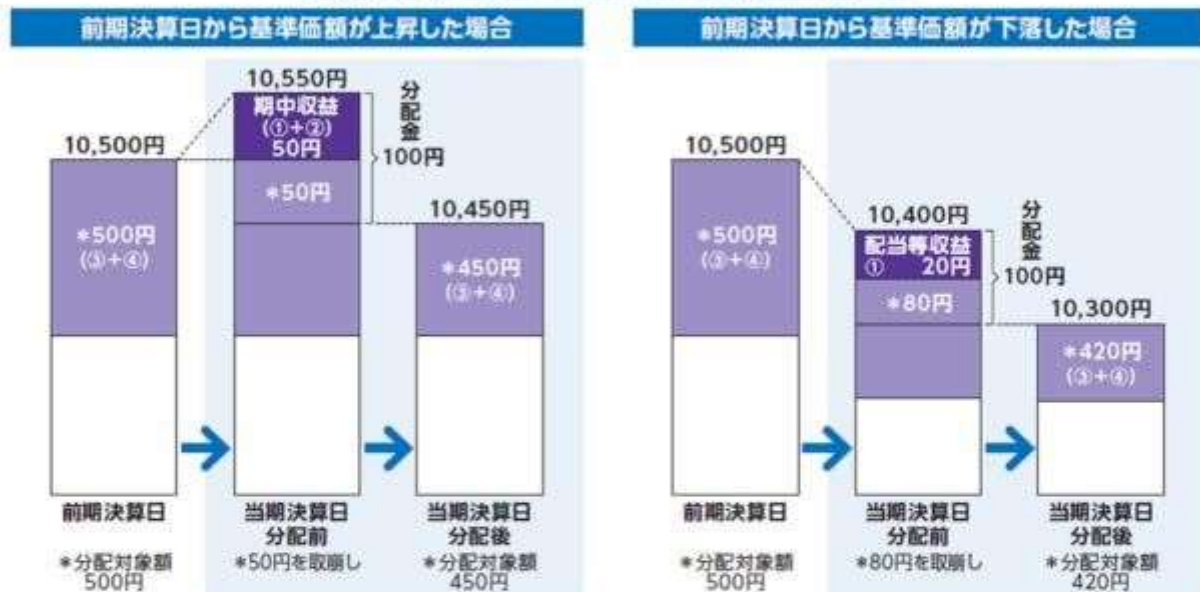 前期決算日から基準価額が上昇した場合
10,550円
期中収益
(①+②)
50円
分配金
100円
10,500円
*50円
10,450円
*500円
(③+④)
*450円
(③+④)
前期決算日
当期決算日
分配前
当期決算日
分配後
*分配対象額
500円
*50円を取崩し
*分配対象額
450円
前期決算日から基準価額が下落した場合
10,500円
10,400円
配当等収益
① 20円
分配金
100円
*500円
(③+④)
*80円
10,300円
*420円
(③+④)
前期決算日
当期決算日
分配前
当期決算日
分配後
*分配対象額
500円
*80円を取崩し
*分配対象額
420円